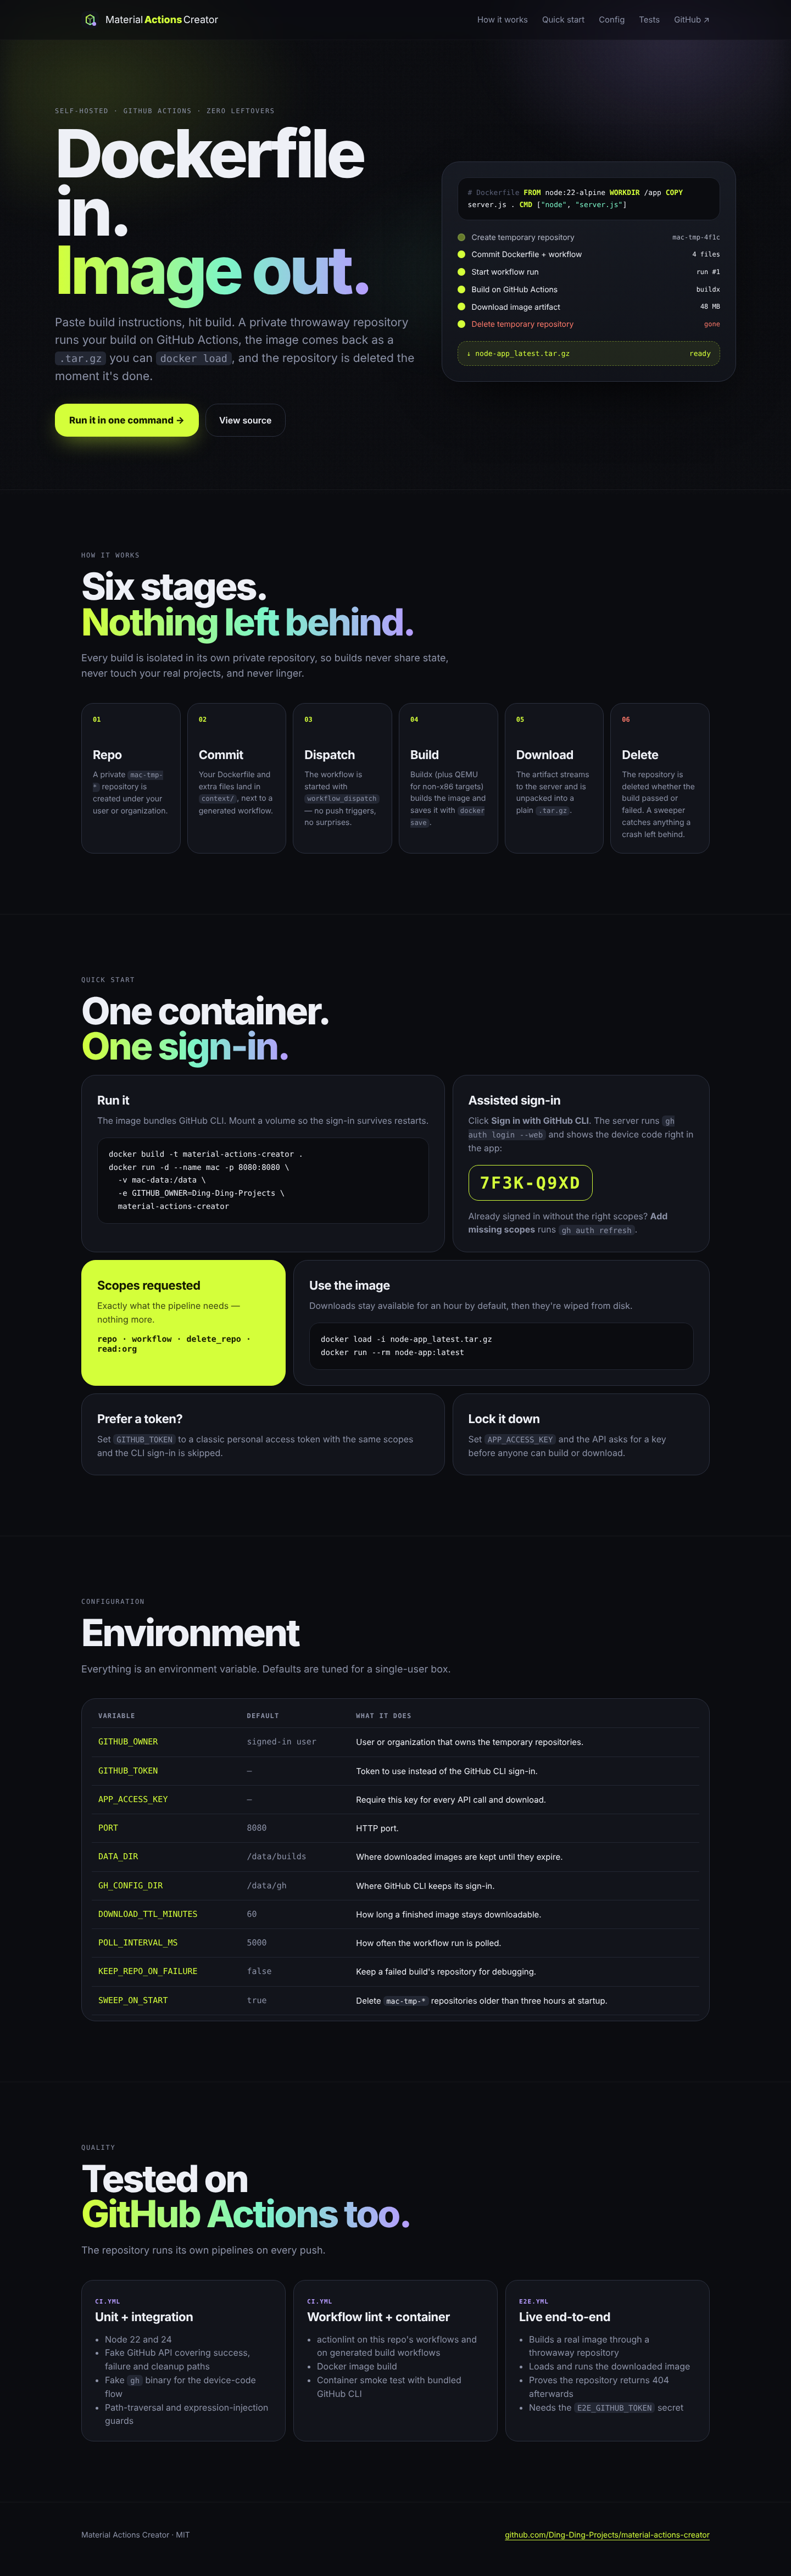 Material Actions Creator
How it works
Quick start
Config
Tests
GitHub ↗
SELF-HOSTED · GITHUB ACTIONS · ZERO LEFTOVERS
Dockerfile
in.
Image out.
Paste build instructions, hit build. A private throwaway repository
runs your build on GitHub Actions, the image comes back as a
.tar.gz you can docker load, and the repository is deleted the
moment it's done.
Run it in one command →
View source
# Dockerfile FROM node:22-alpine WORKDIR /app COPY
server.js . CMD ["node", "server.js"]
Create temporary repository
mac-tmp-4f1c
Commit Dockerfile + workflow
4 files
Start workflow run
run #1
Build on GitHub Actions
buildx
Download image artifact
48 MB
Delete temporary repository
gone
↓ node-app_latest.tar.gz
ready
HOW IT WORKS
Six stages.
Nothing left behind.
Every build is isolated in its own private repository, so builds never share state,
never touch your real projects, and never linger.
01
Repo
A private mac-tmp-
* repository is
created under your
user or organization.
02
Commit
Your Dockerfile and
extra files land in
context/, next to a
generated workflow.
03
Dispatch
The workflow is
started with
workflow_dispatch
— no push triggers,
no surprises.
04
Build
Buildx (plus QEMU
for non-x86 targets)
builds the image and
saves it with docker
save.
05
Download
The artifact streams
to the server and is
unpacked into a
plain .tar.gz.
06
Delete
The repository is
deleted whether the
build passed or
failed. A sweeper
catches anything a
crash left behind.
QUICK START
One container.
One sign-in.
Run it
The image bundles GitHub CLI. Mount a volume so the sign-in survives restarts.
docker build -t material-actions-creator .
docker run -d --name mac -p 8080:8080 \
-v mac-data:/data \
-e GITHUB_OWNER=Ding-Ding-Projects \
material-actions-creator
Assisted sign-in
Click Sign in with GitHub CLI. The server runs gh
auth login --web and shows the device code right in
the app:
7F3K-Q9XD
Already signed in without the right scopes? Add
missing scopes runs gh auth refresh.
Scopes requested
Exactly what the pipeline needs —
nothing more.
repo · workflow · delete_repo ·
read:org
Use the image
Downloads stay available for an hour by default, then they're wiped from disk.
docker load -i node-app_latest.tar.gz
docker run --rm node-app:latest
Prefer a token?
Set GITHUB_TOKEN to a classic personal access token with the same scopes
and the CLI sign-in is skipped.
Lock it down
Set APP_ACCESS_KEY and the API asks for a key
before anyone can build or download.
CONFIGURATION
Environment
Everything is an environment variable. Defaults are tuned for a single-user box.
VARIABLE DEFAULT WHAT IT DOES
GITHUB_OWNER signed-in user User or organization that owns the temporary repositories.
GITHUB_TOKEN — Token to use instead of the GitHub CLI sign-in.
APP_ACCESS_KEY — Require this key for every API call and download.
PORT 8080 HTTP port.
DATA_DIR /data/builds Where downloaded images are kept until they expire.
GH_CONFIG_DIR /data/gh Where GitHub CLI keeps its sign-in.
DOWNLOAD_TTL_MINUTES 60 How long a finished image stays downloadable.
POLL_INTERVAL_MS 5000 How often the workflow run is polled.
KEEP_REPO_ON_FAILURE false Keep a failed build's repository for debugging.
SWEEP_ON_START true Delete mac-tmp-* repositories older than three hours at startup.
QUALITY
Tested on
GitHub Actions too.
The repository runs its own pipelines on every push.
CI.YML
Unit + integration
• Node 22 and 24
• Fake GitHub API covering success,
failure and cleanup paths
• Fake gh binary for the device-code
flow
• Path-traversal and expression-injection
guards
CI.YML
Workflow lint + container
• actionlint on this repo's workflows and
on generated build workflows
• Docker image build
• Container smoke test with bundled
GitHub CLI
E2E.YML
Live end-to-end
• Builds a real image through a
throwaway repository
• Loads and runs the downloaded image
• Proves the repository returns 404
afterwards
• Needs the E2E_GITHUB_TOKEN secret
Material Actions Creator · MIT
github.com/Ding-Ding-Projects/material-actions-creator